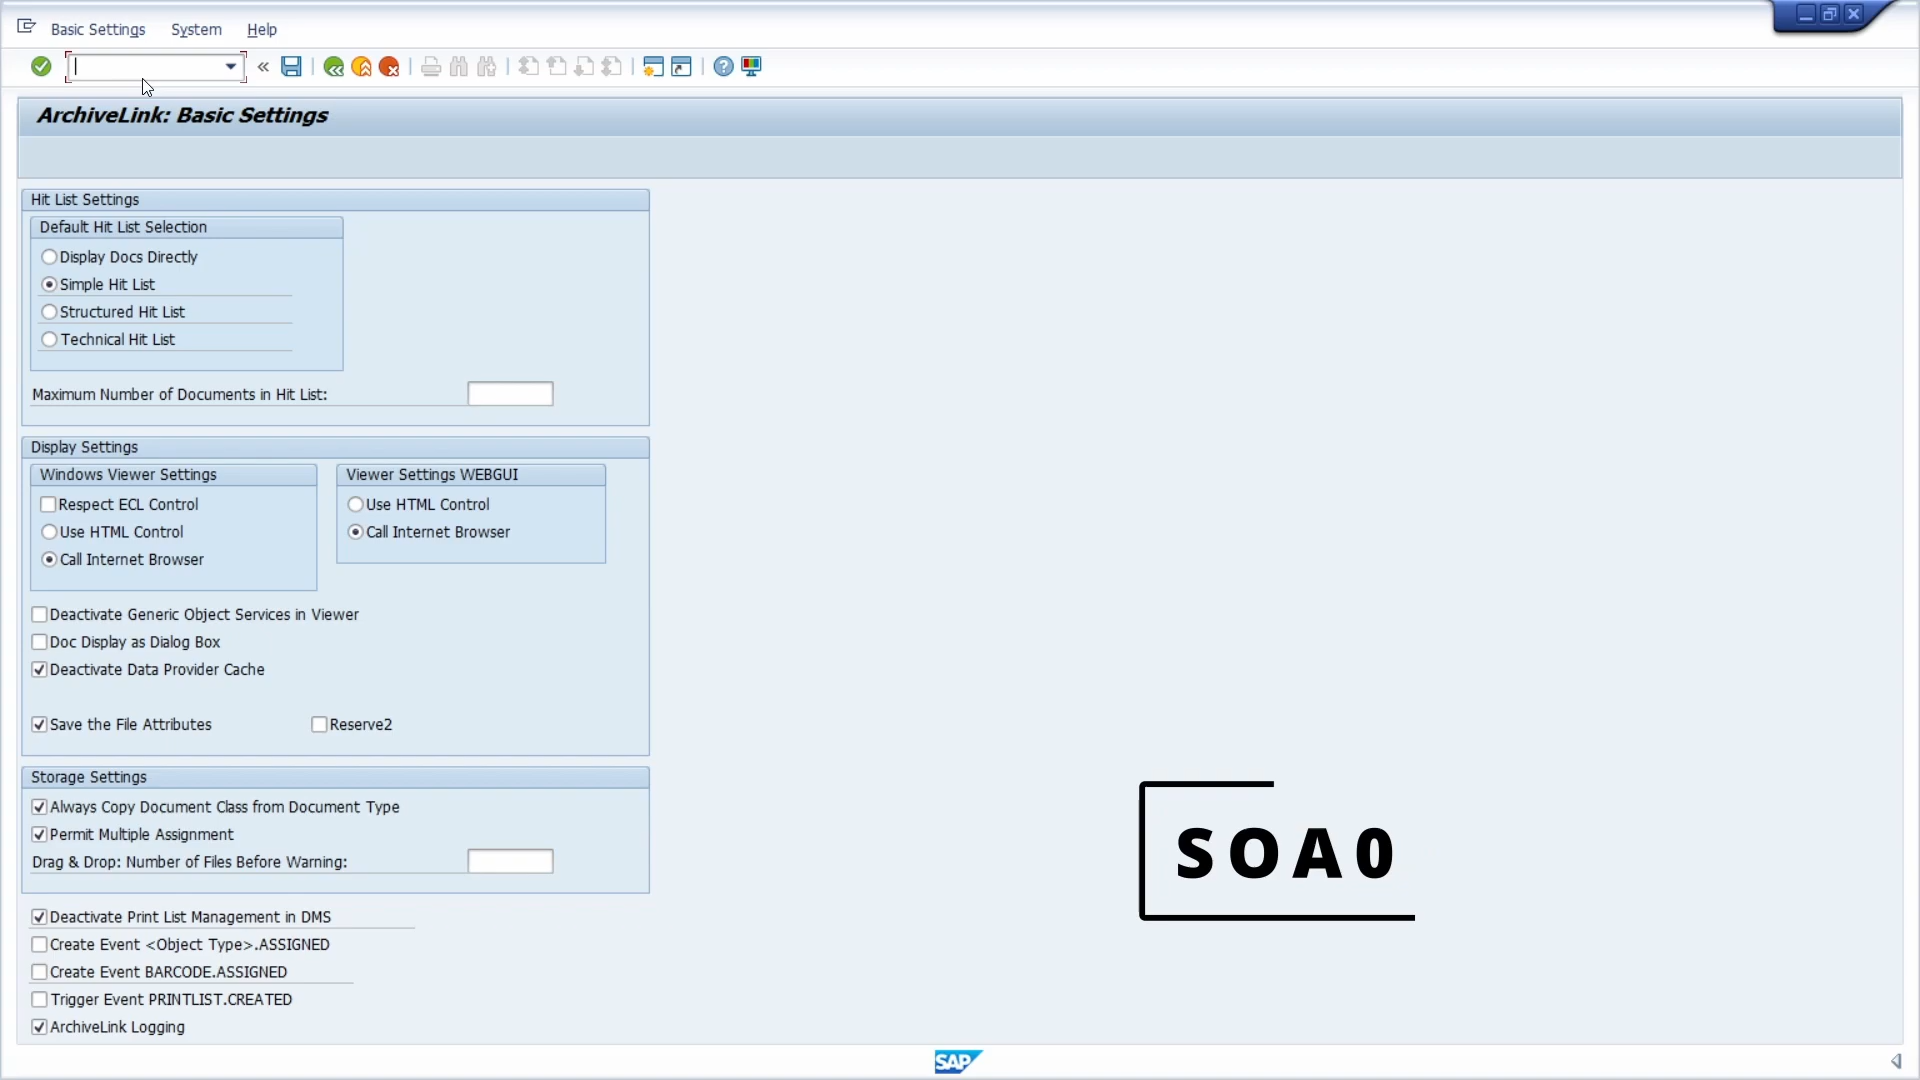 Basic Settings System Help
ArchiveLink: Basic Settings
Hit List Settings
Default Hit List Selection
Display Docs Directly
Simple Hit List
Structured Hit List
Technical Hit List
Maximum Number of Documents in Hit List:
Display Settings
Windows Viewer Settings
Respect ECL Control
Use HTML Control
Call Internet Browser
Viewer Settings WEBGUI
Use HTML Control
Call Internet Browser
Deactivate Generic Object Services in Viewer
Doc Display as Dialog Box
Deactivate Data Provider Cache
Save the File Attributes Reserve2
Storage Settings
Always Copy Document Class from Document Type
Permit Multiple Assignment
Drag & Drop: Number of Files Before Warning:
Deactivate Print List Management in DMS
Create Event <Object Type>.ASSIGNED
Create Event BARCODE.ASSIGNED
Trigger Event PRINTLIST.CREATED
ArchiveLink Logging
SOA0
SAP